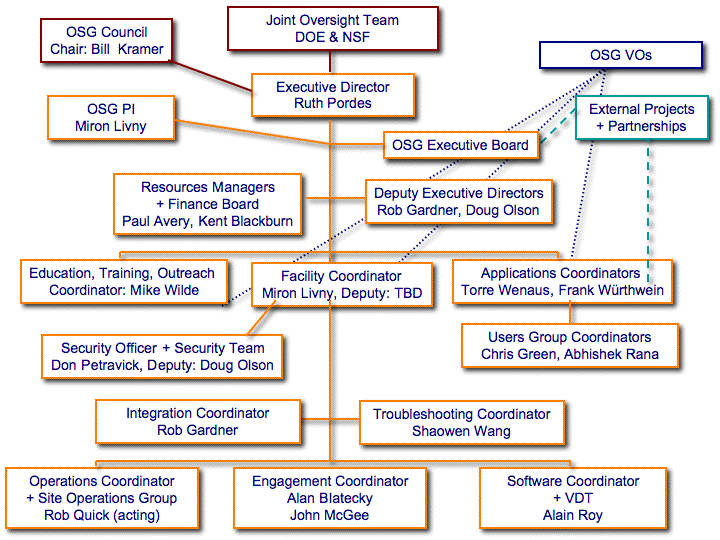 Joint Oversight Team
DOE & NSF
OSG Council
Chair: Bill Kramer
OSG VOs
Executive Director
Ruth Pordes
OSG PI
Miron Livny
External Projects
+ Partnerships
OSG Executive Board
Resources Managers
+ Finance Board
Paul Avery, Kent Blackburn
Deputy Executive Directors
Rob Gardner, Doug Olson
Education, Training, Outreach
Coordinator: Mike Wilde
Facility Coordinator
Miron Livny, Deputy: TBD
Applications Coordinators
Torre Wenaus, Frank Würthwein
Users Group Coordinators
Chris Green, Abhishek Rana
Security Officer + Security Team
Don Petravick, Deputy: Doug Olson
Integration Coordinator
Rob Gardner
Troubleshooting Coordinator
Shaowen Wang
Operations Coordinator
+ Site Operations Group
Rob Quick (acting)
Engagement Coordinator
Alan Blatecky
John McGee
Software Coordinator
+ VDT
Alain Roy